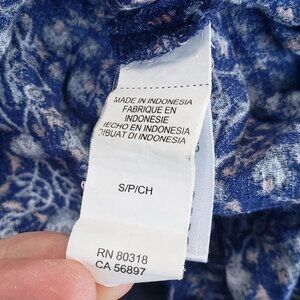 MADE IN INDONESIA
FABRIQUE EN
INDONESIE
HECHO EN INDONESIA
DIBUAT DI INDONESIA
S/P/CH
RN 80318
CA 56897